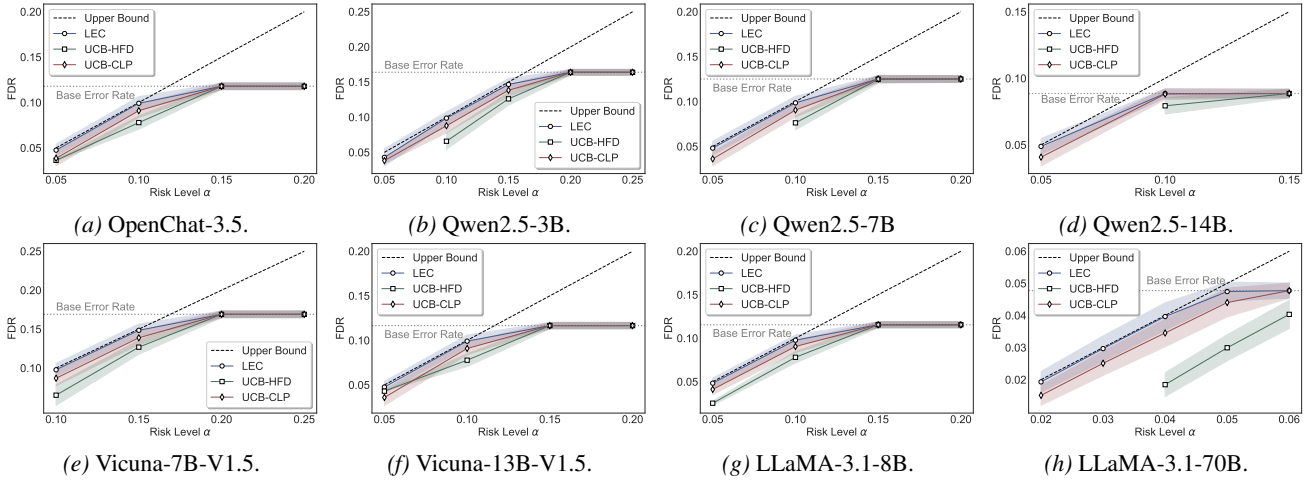 0.20
0.15
0.10
0.05
FDR
Upper Bound
LEC
UCB-HFD
UCB-CLP
Base Error Rate
0.05 0.10 0.15 0.20
Risk Level α
(a) OpenChat-3.5.
0.25
0.20
0.15
0.10
0.05
FDR
Base Error Rate
Upper Bound
LEC
UCB-HFD
UCB-CLP
0.05 0.10 0.15 0.20 0.25
Risk Level α
(b) Qwen2.5-3B.
0.20
0.15
0.10
0.05
FDR
Upper Bound
LEC
UCB-HFD
UCB-CLP
Base Error Rate
0.05 0.10 0.15 0.20
Risk Level α
(c) Qwen2.5-7B
0.15
0.10
0.05
FDR
Upper Bound
LEC
UCB-HFD
UCB-CLP
Base Error Rate
0.05 0.10 0.15
Risk Level α
(d) Qwen2.5-14B.
0.25
0.20
0.15
0.10
FDR
Base Error Rate
Upper Bound
LEC
UCB-HFD
UCB-CLP
0.10 0.15 0.20 0.25
Risk Level α
(e) Vicuna-7B-V1.5.
0.20
0.15
0.10
0.05
FDR
Upper Bound
LEC
UCB-HFD
UCB-CLP
Base Error Rate
0.05 0.10 0.15 0.20
Risk Level α
(f) Vicuna-13B-V1.5.
0.20
0.15
0.10
0.05
FDR
Upper Bound
LEC
UCB-HFD
UCB-CLP
Base Error Rate
0.05 0.10 0.15 0.20
Risk Level α
(g) LLaMA-3.1-8B.
0.06
0.05
0.04
0.03
0.02
FDR
Upper Bound
LEC
UCB-HFD
UCB-CLP
Base Error Rate
0.02 0.03 0.04 0.05 0.06
Risk Level α
(h) LLaMA-3.1-70B.